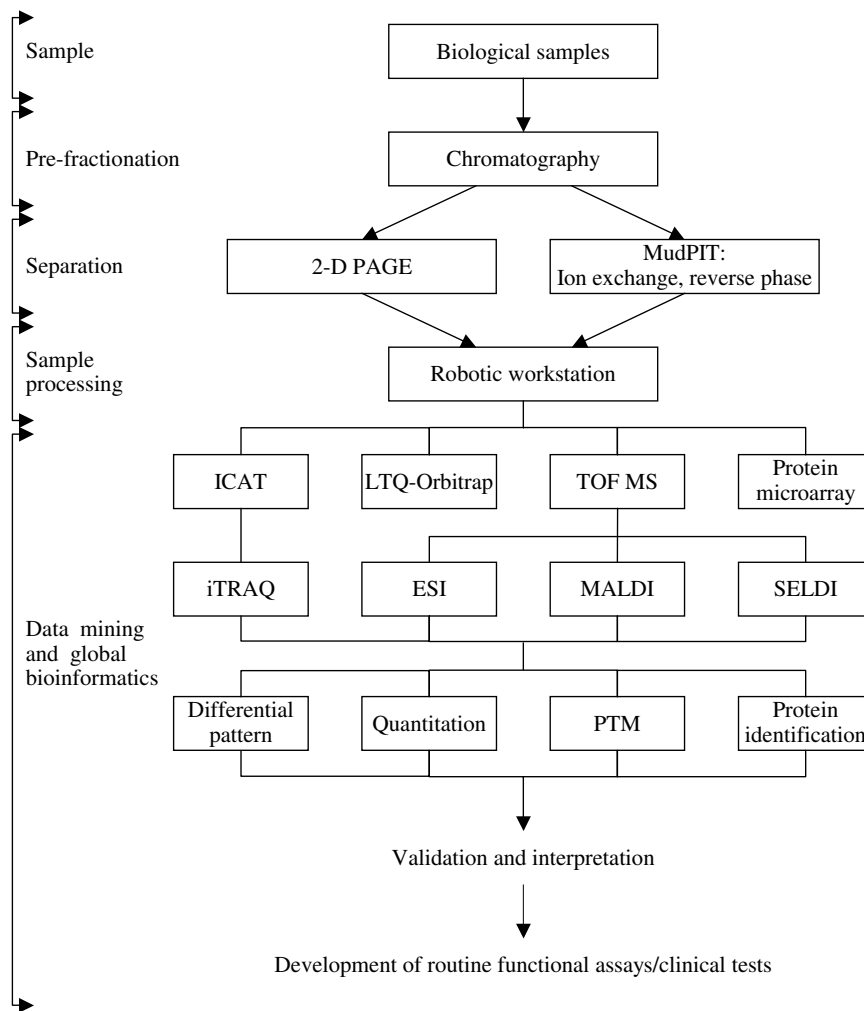 Sample
Biological samples
Pre-fractionation
Chromatography
Separation
2-D PAGE
MudPIT:
Ion exchange, reverse phase
Sample
processing
Robotic workstation
ICAT
LTQ-Orbitrap
TOF MS
Protein
microarray
iTRAQ
ESI
MALDI
SELDI
Data mining
and global
bioinformatics
Differential
pattern
Quantitation
PTM
Protein
identification
Validation and interpretation
Development of routine functional assays/clinical tests